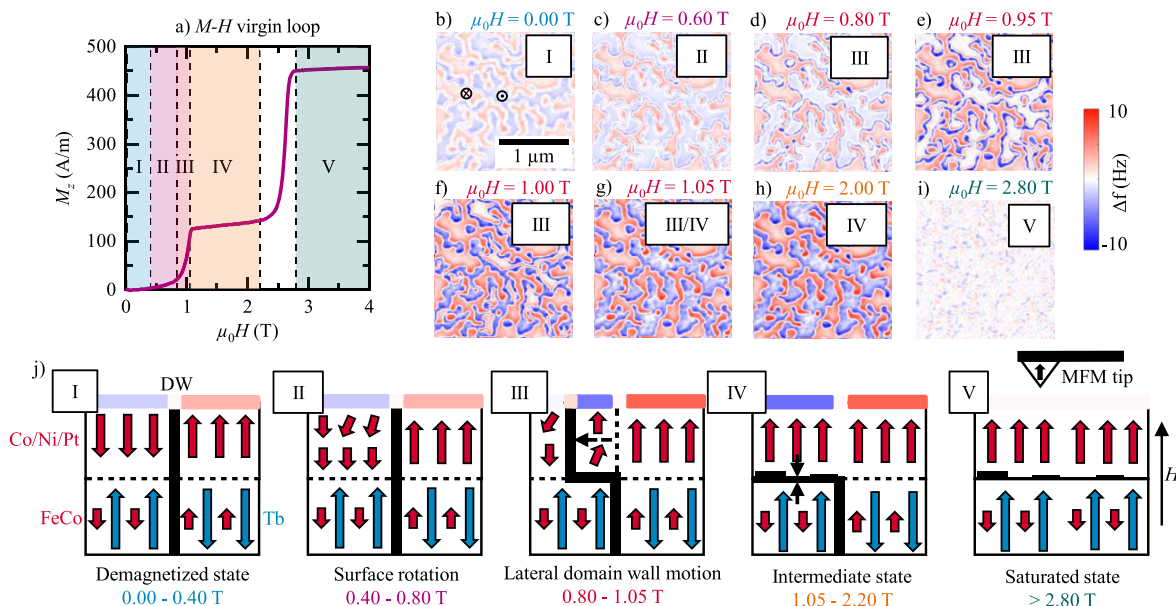 a) M-H virgin loop
500
400
300
200
100
0
M_z (A/m)
I
II
III
IV
V
0
1
2
3
4
μ₀H (T)
b) μ₀H = 0.00 T
I
1 μm
c) μ₀H = 0.60 T
II
d) μ₀H = 0.80 T
III
e) μ₀H = 0.95 T
III
f) μ₀H = 1.00 T
III
g) μ₀H = 1.05 T
III/IV
h) μ₀H = 2.00 T
IV
i) μ₀H = 2.80 T
V
10
Δf (Hz)
-10
j)
I
DW
II
III
IV
V
MFM tip
Co/Ni/Pt
FeCo
Tb
H
Demagnetized state
0.00 - 0.40 T
Surface rotation
0.40 - 0.80 T
Lateral domain wall motion
0.80 - 1.05 T
Intermediate state
1.05 - 2.20 T
Saturated state
> 2.80 T